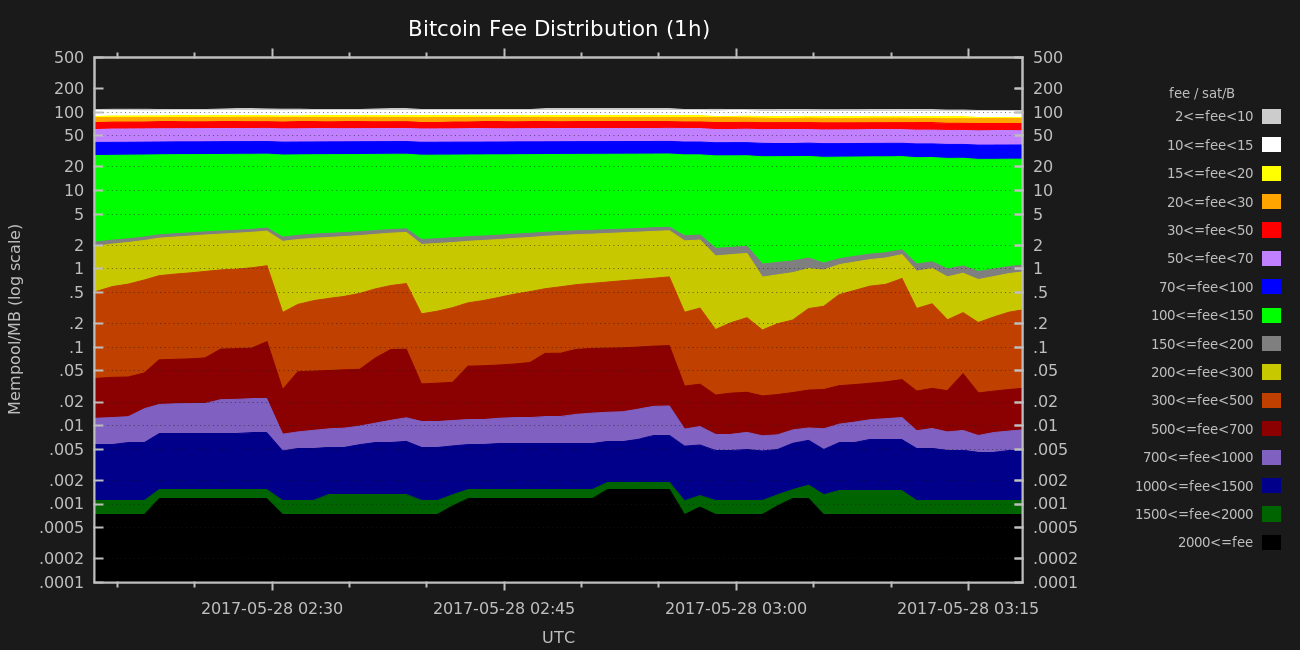 Bitcoin Fee Distribution (1h)
500
200
100
50
20
10
5
2
1
.5
.2
.1
.05
.02
.01
.005
.002
.001
.0005
.0002
.0001
Mempool/MB (log scale)
500
200
100
50
20
10
5
2
1
.5
.2
.1
.05
.02
.01
.005
.002
.001
.0005
.0002
.0001
2017-05-28 02:30
2017-05-28 02:45
2017-05-28 03:00
2017-05-28 03:15
UTC
fee / sat/B
2<=fee<10
10<=fee<15
15<=fee<20
20<=fee<30
30<=fee<50
50<=fee<70
70<=fee<100
100<=fee<150
150<=fee<200
200<=fee<300
300<=fee<500
500<=fee<700
700<=fee<1000
1000<=fee<1500
1500<=fee<2000
2000<=fee